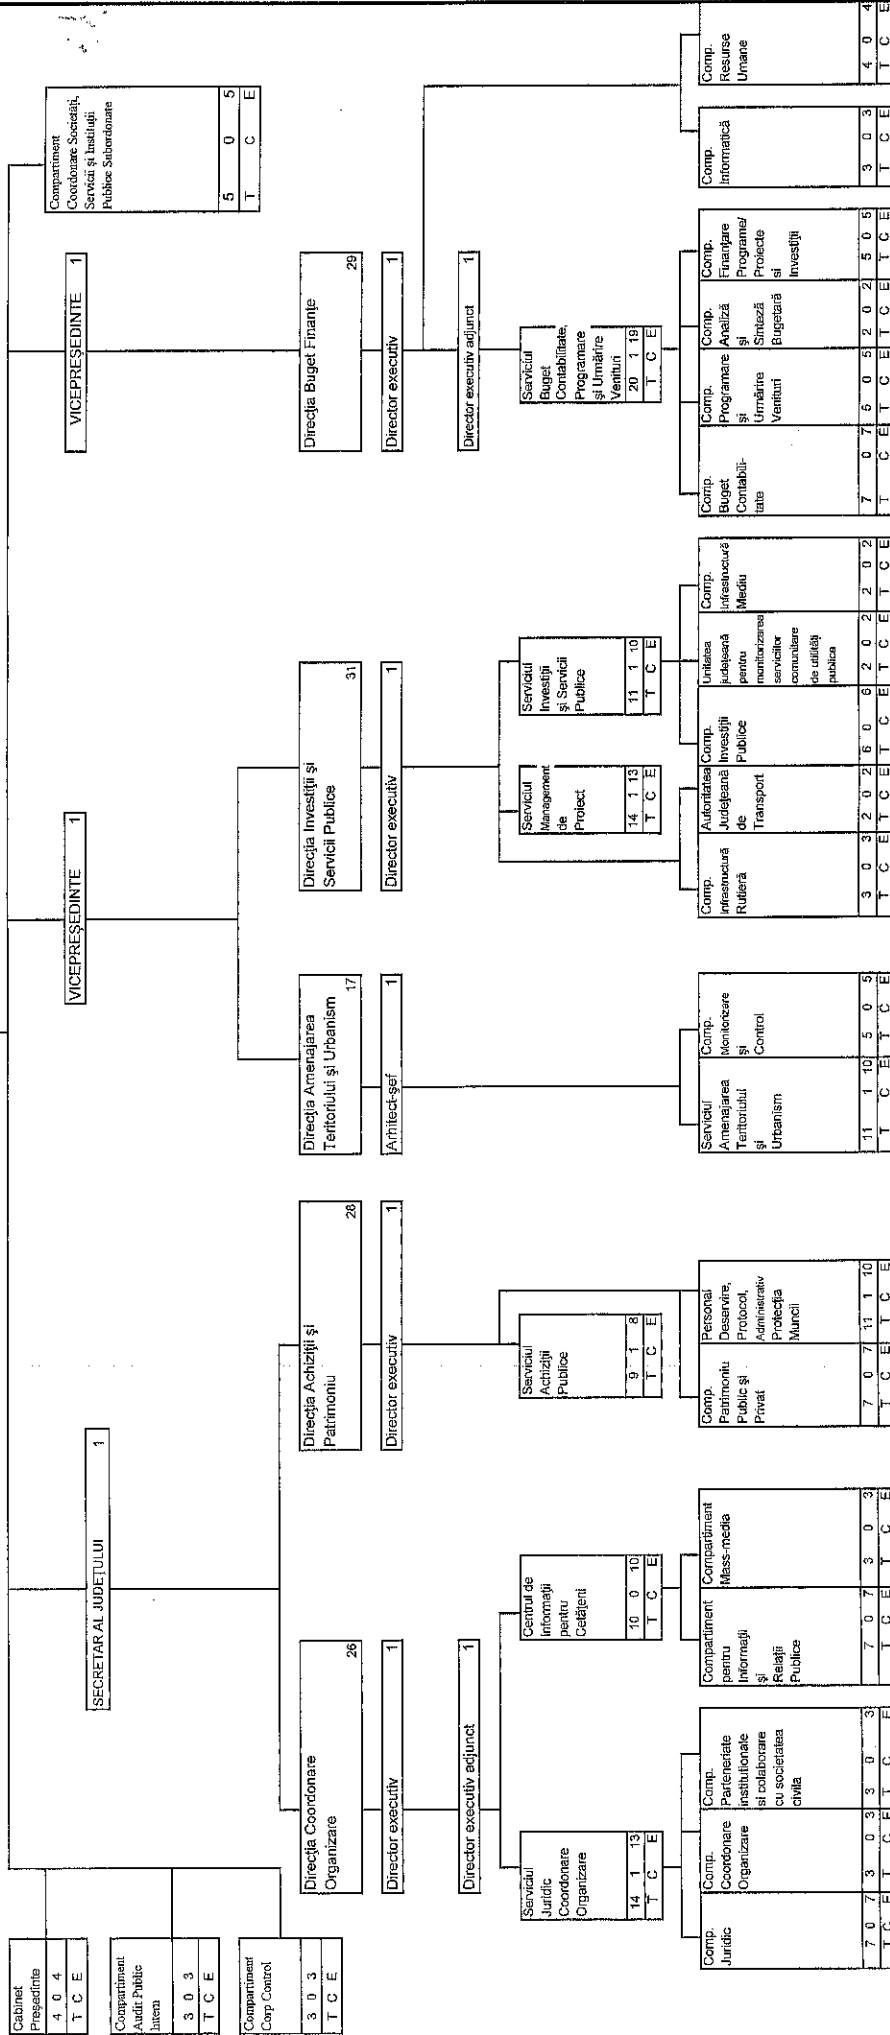 Cabinet
Președinte
4 0 4
T C E
Compartiment
Audit Public
Intern
3 0 3
T C E
Compartiment
Corp Control
3 0 3
T C E
SECRETAR AL JUDEȚULUI 1
VICEPREȘEDINTE 1
VICEPREȘEDINTE 1
Compartiment
Coordonare Societăți,
Servicii și Instituții
Publice Subordonate
5 0 5
T C E
Direcția Coordonare
Organizare
26
Director executiv 1
Director executiv adjunct 1
Direcția Achiziții și
Patrimoniu
28
Director executiv 1
Direcția Amenajarea
Teritoriului și Urbanism
17
Arhitect-șef 1
Direcția Investiții și
Servicii Publice
31
Director executiv 1
Direcția Buget Finanțe
29
Director executiv 1
Director executiv adjunct 1
Serviciul
Juridic
Coordonare
Organizare
14 1 13
T C E
Centrul de
Informații
pentru
Cetățeni
10 0 10
T C E
Serviciul
Achiziții
Publice
9 1 8
T C E
Serviciul
Management
de
Proiect
14 1 13
T C E
Serviciul
Investiții
și Servicii
Publice
11 1 10
T C E
Serviciul
Buget
Contabilitate,
Programare
și Urmărire
Venituri
20 1 19
T C E
Comp.
Juridic
7 0 7
T C E
Comp.
Coordonare
Organizare
3 0 3
T C E
Comp.
Parteneriate
institutionale
si colaborare
cu societatea
civila
3 0 3
T C E
Compartiment
pentru
Informații
și
Relații
Publice
7 0 7
T C E
Compartiment
Mass-media
3 0 3
T C E
Comp.
Patrimoniu
Public și
Privat
7 0 7
T C E
Personal
Deservire,
Protocol,
Administrativ
Protecția
Muncii
11 1 10
T C E
Serviciul
Amenajarea
Teritoriului
și
Urbanism
11 1 10
T C E
Comp.
Monitorizare
și
Control
5 0 5
T C E
Comp.
Infrastructură
Rutieră
3 0 3
T C E
Autoritatea
Județeană
de
Transport
2 0 2
T C E
Comp.
Investiții
Publice
6 0 6
T C E
Unitatea
județeană
pentru
monitorizarea
serviciilor
comunitare
de utilități
publica
2 0 2
T C E
Comp.
Infrastructură
Mediu
2 0 2
T C E
Comp.
Buget
Contabili-
tate
7 0 7
T C E
Comp.
Programare
și
Urmărire
Venituri
5 0 5
T C E
Comp.
Analiză
și
Sinteză
Bugetară
2 0 2
T C E
Comp.
Finanțare
Programe/
Proiecte
si
Investiții
5 0 5
T C E
Comp.
Informatică
3 0 3
T C E
Comp.
Resurse
Umane
4 0 4
T C E